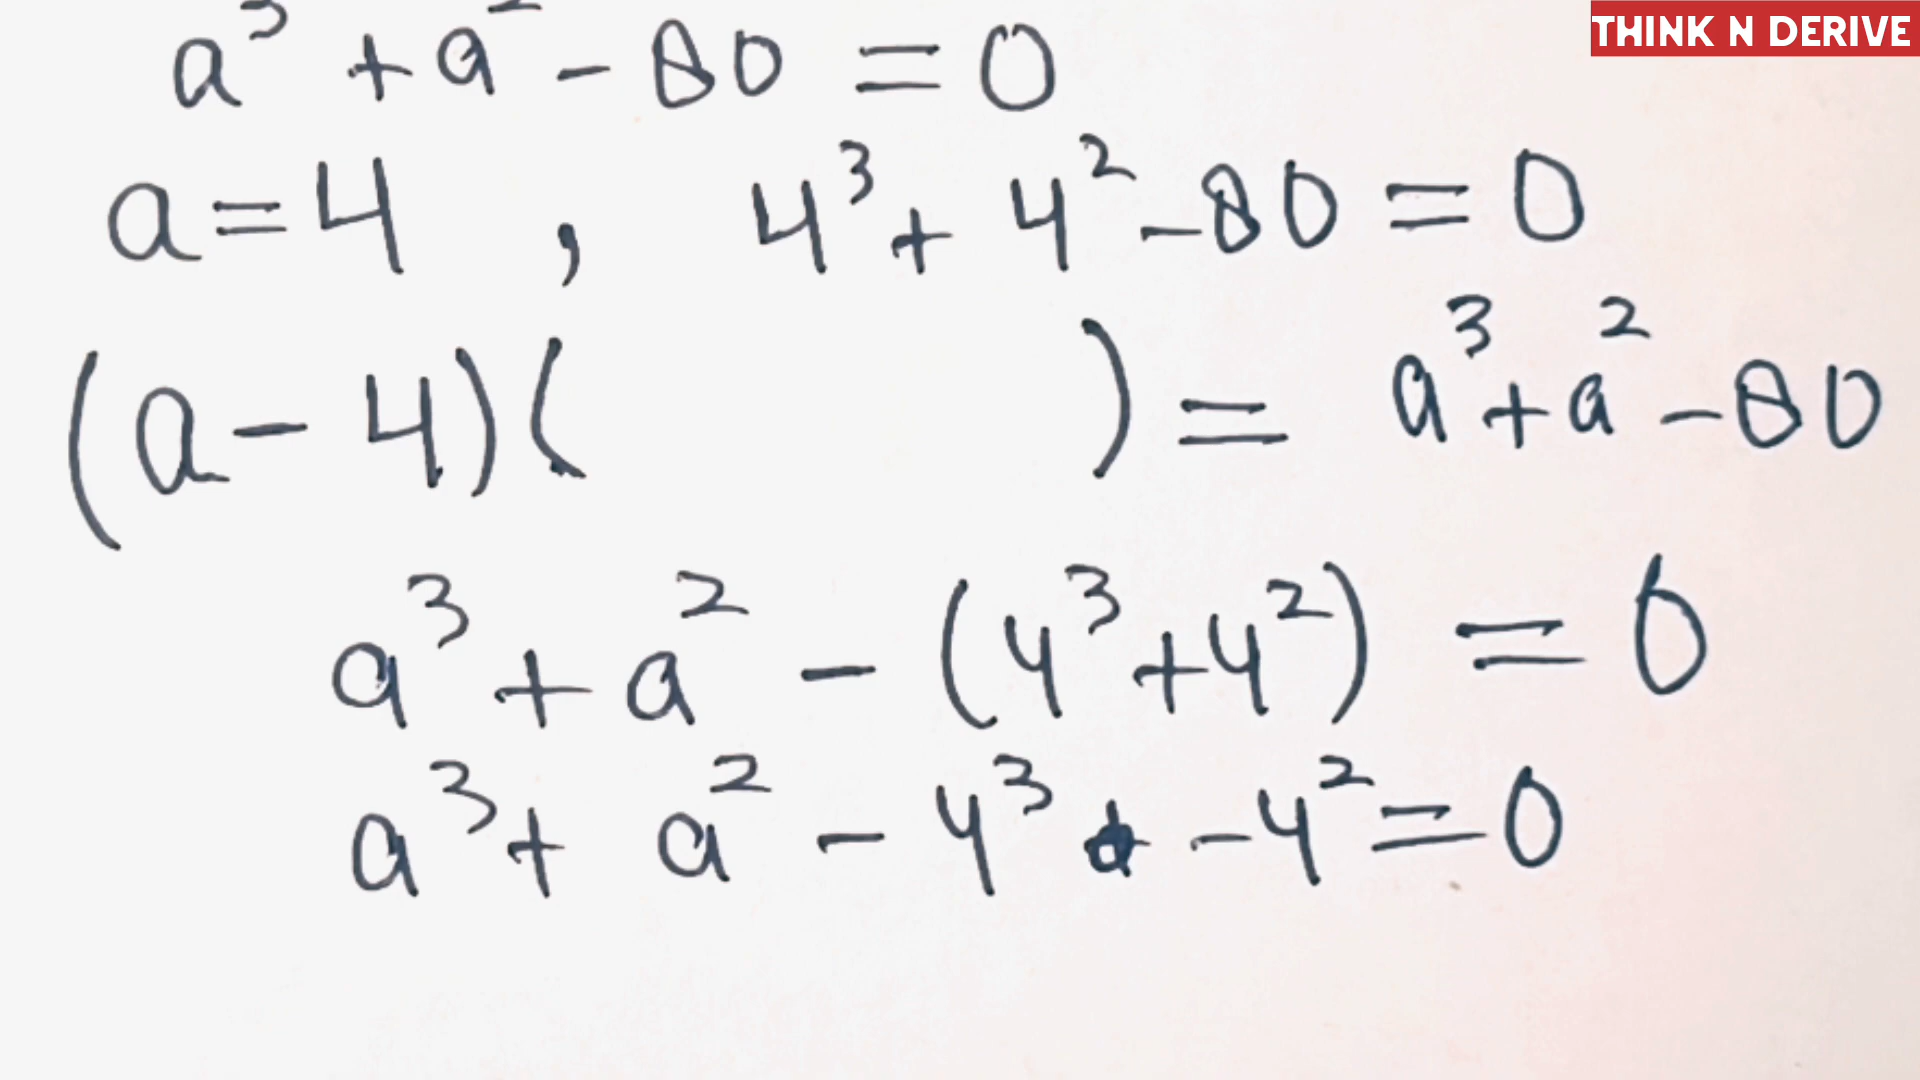 THINK N DERIVE
a³ + a² - 80 = 0
a = 4 , 4³ + 4² - 80 = 0
(a - 4)( ) = a³ + a² - 80
a³ + a² - (4³ + 4²) = 0
a³ + a² - 4³ - 4² = 0